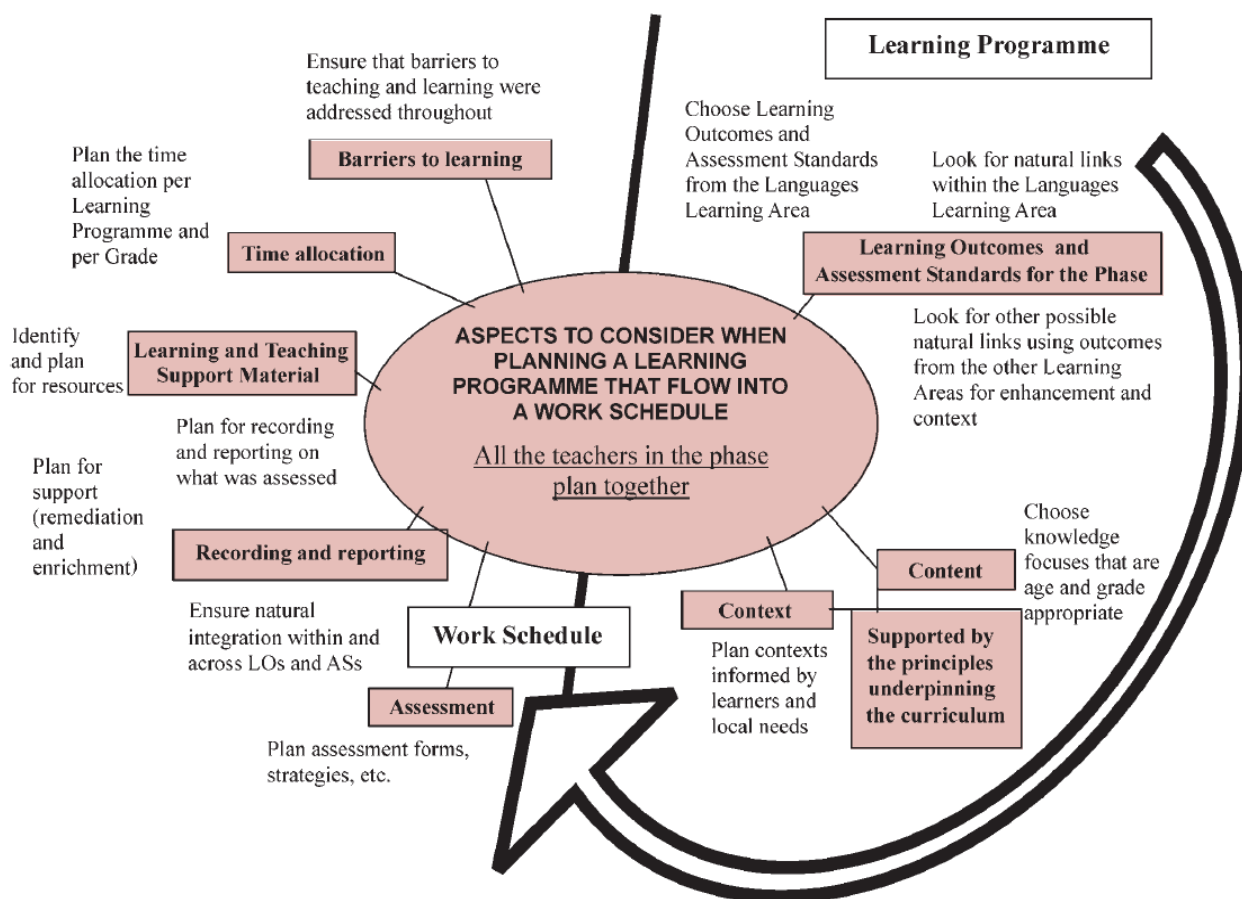 Learning Programme
Ensure that barriers to
teaching and learning were
addressed throughout
Barriers to learning
Plan the time
allocation per
Learning
Programme and
per Grade
Time allocation
Identify
and plan
for resources
Learning and Teaching
Support Material
Plan for recording
and reporting on
what was assessed
Plan for
support
(remediation
and
enrichment)
Recording and reporting
Ensure natural
integration within and
across LOs and ASs
Work Schedule
Assessment
Plan assessment forms,
strategies, etc.
ASPECTS TO CONSIDER WHEN
PLANNING A LEARNING
PROGRAMME THAT FLOW INTO
A WORK SCHEDULE
All the teachers in the phase
plan together
Choose Learning
Outcomes and
Assessment Standards
from the Languages
Learning Area
Look for natural links
within the Languages
Learning Area
Learning Outcomes and
Assessment Standards for the Phase
Look for other possible
natural links using outcomes
from the other Learning
Areas for enhancement and
context
Content
Choose
knowledge
focuses that are
age and grade
appropriate
Context
Plan contexts
informed by
learners and
local needs
Supported by
the principles
underpinning
the curriculum